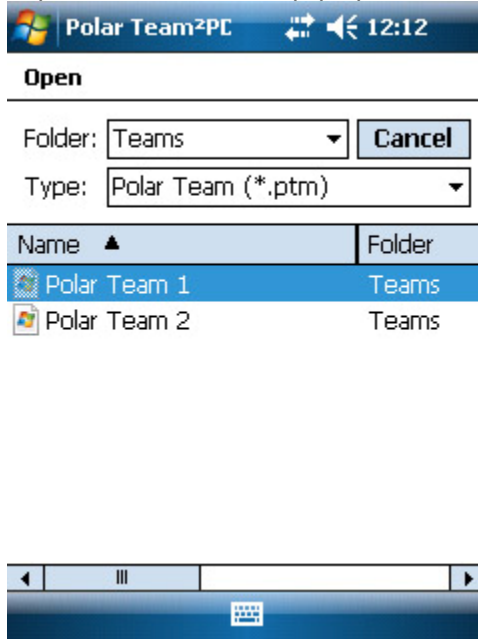 Polar Team²PD 12:12
Open
Folder: Teams Cancel
Type: Polar Team (*.ptm)
Name Folder
Polar Team 1 Teams
Polar Team 2 Teams